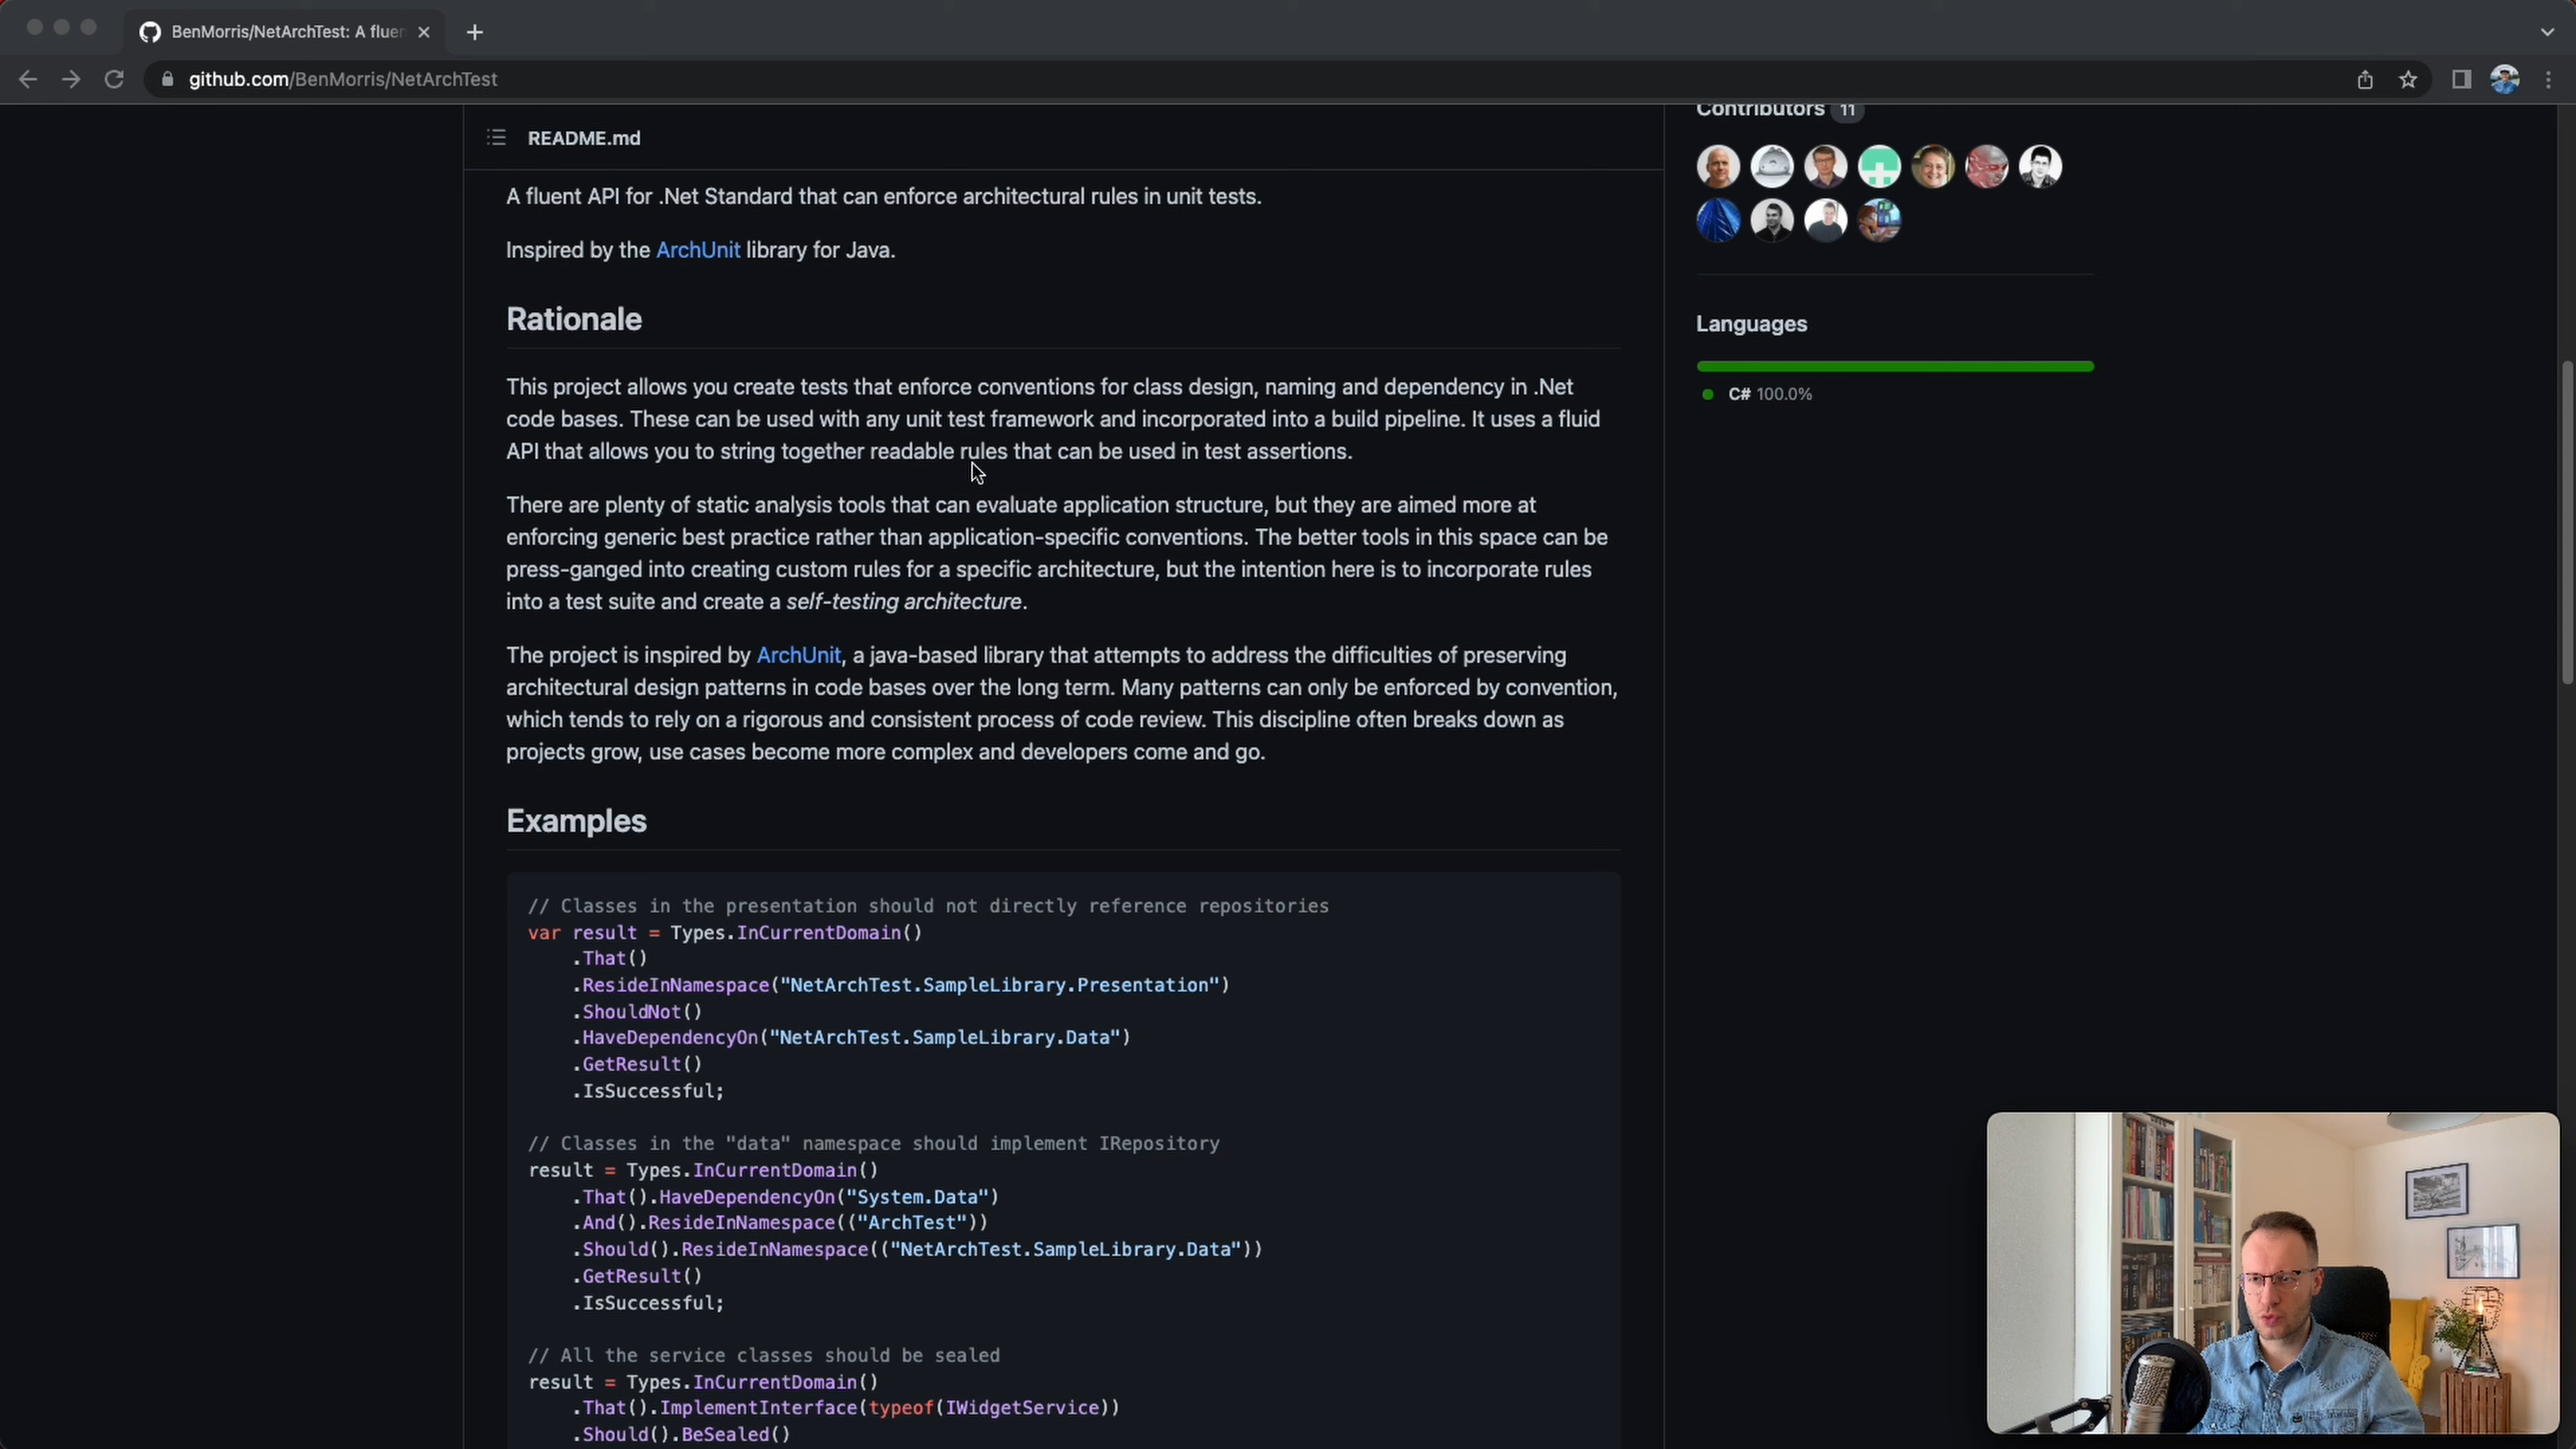 BenMorris/NetArchTest: A fluer
github.com/BenMorris/NetArchTest
README.md
A fluent API for .Net Standard that can enforce architectural rules in unit tests.
Inspired by the ArchUnit library for Java.
Rationale
This project allows you create tests that enforce conventions for class design, naming and dependency in .Net
code bases. These can be used with any unit test framework and incorporated into a build pipeline. It uses a fluid
API that allows you to string together readable rules that can be used in test assertions.
There are plenty of static analysis tools that can evaluate application structure, but they are aimed more at
enforcing generic best practice rather than application-specific conventions. The better tools in this space can be
press-ganged into creating custom rules for a specific architecture, but the intention here is to incorporate rules
into a test suite and create a self-testing architecture.
The project is inspired by ArchUnit, a java-based library that attempts to address the difficulties of preserving
architectural design patterns in code bases over the long term. Many patterns can only be enforced by convention,
which tends to rely on a rigorous and consistent process of code review. This discipline often breaks down as
projects grow, use cases become more complex and developers come and go.
Examples
// Classes in the presentation should not directly reference repositories
var result = Types.InCurrentDomain()
.That()
.ResideInNamespace("NetArchTest.SampleLibrary.Presentation")
.ShouldNot()
.HaveDependencyOn("NetArchTest.SampleLibrary.Data")
.GetResult()
.IsSuccessful;
// Classes in the "data" namespace should implement IRepository
result = Types.InCurrentDomain()
.That().HaveDependencyOn("System.Data")
.And().ResideInNamespace(("ArchTest"))
.Should().ResideInNamespace(("NetArchTest.SampleLibrary.Data"))
.GetResult()
.IsSuccessful;
// All the service classes should be sealed
result = Types.InCurrentDomain()
.That().ImplementInterface(typeof(IWidgetService))
.Should().BeSealed()
Contributors 11
Languages
C# 100.0%